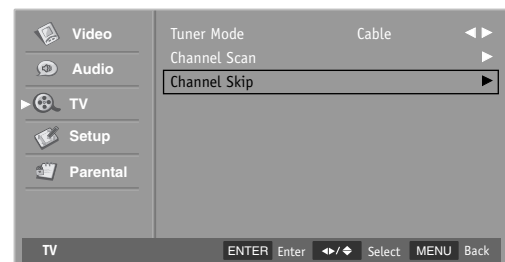 Video
Audio
TV
Setup
Parental
Tuner Mode Cable
Channel Scan
Channel Skip
TV ENTER Enter Select MENU Back